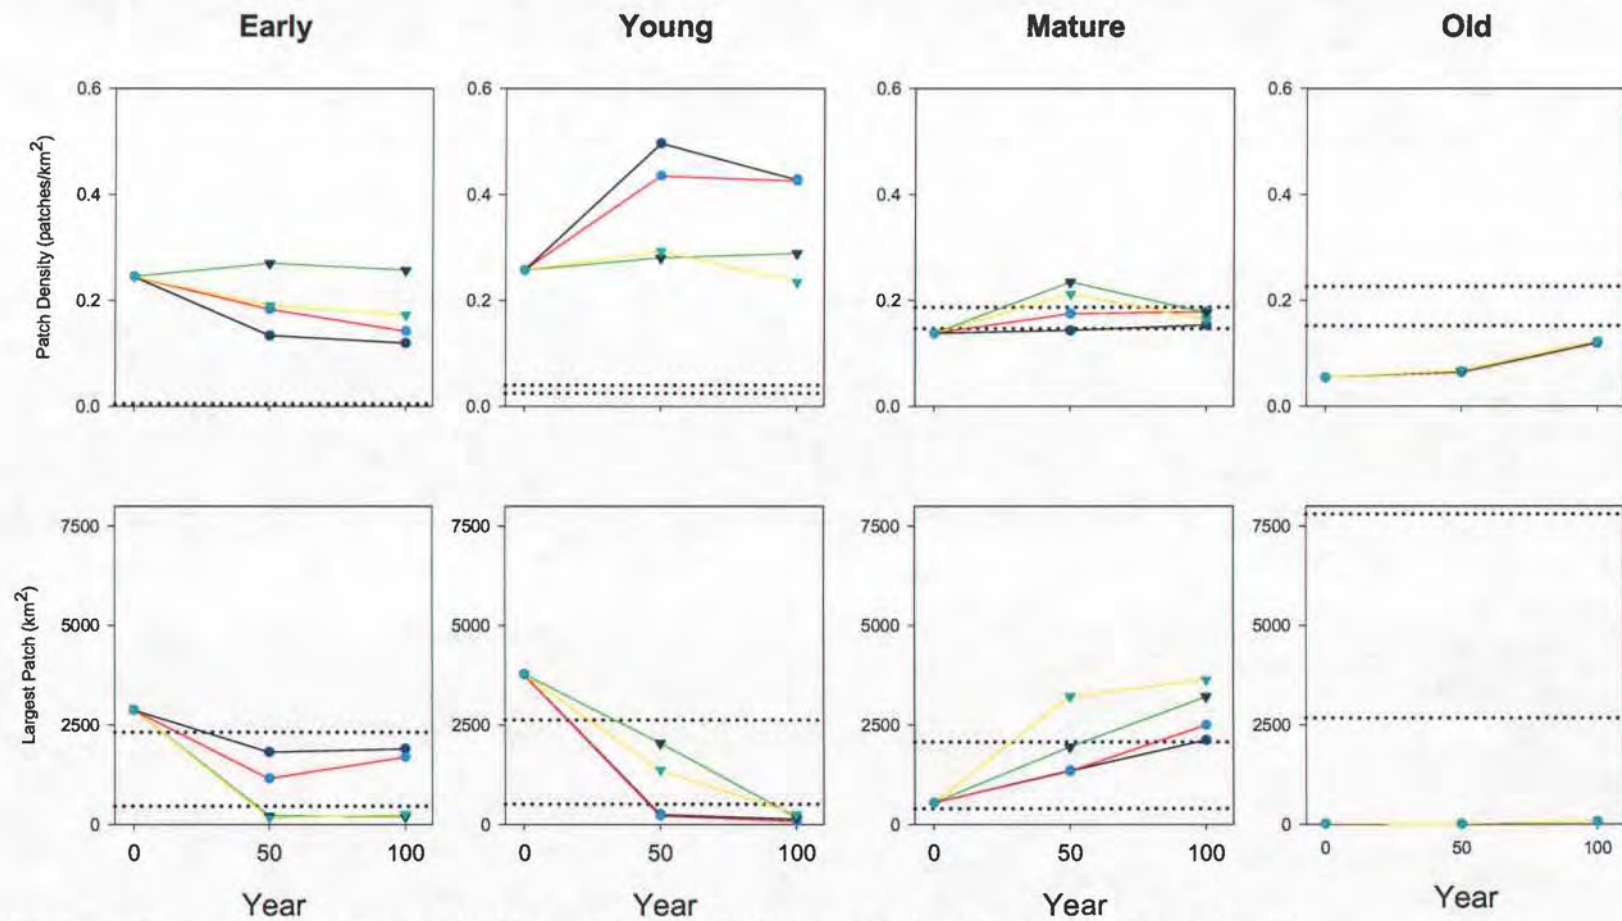 Early Young Mature Old
Patch Density (patches/km²)
0.6 0.6 0.6 0.6
0.4 0.4 0.4 0.4
0.2 0.2 0.2 0.2
0.0 0.0 0.0 0.0
Largest Patch (km²)
7500 7500 7500 7500
5000 5000 5000 5000
2500 2500 2500 2500
0 0 0 0
0 50 100 0 50 100 0 50 100 0 50 100
Year Year Year Year